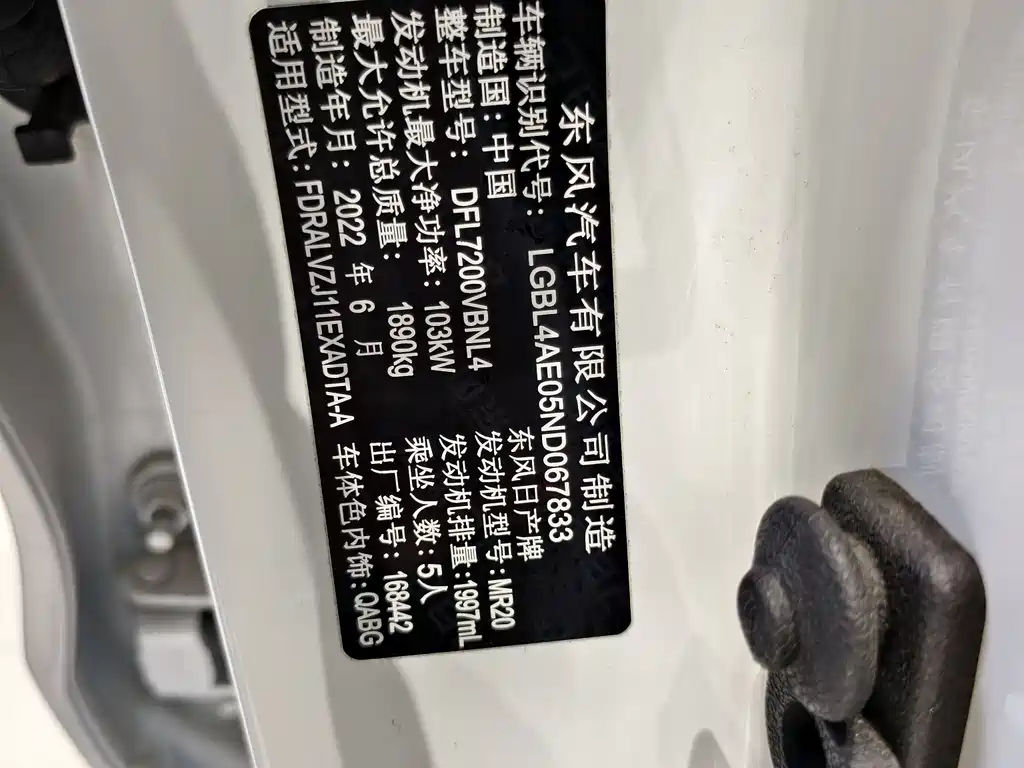 东风汽车有限公司制造
车辆识别代号: LGBL4AE05ND067833
制造国: 中国 东风日产牌
整车型号: DFL7200VBNL4 发动机型号: MR20
发动机最大净功率: 103kW 发动机排量: 1997mL
最大允许总质量: 1890kg 乘坐人数: 5人
制造年月: 2022 年 6 月 出厂编号: 168442
适用型式: FDRALVZJ11EXADTA-A 车体色内饰: QABG